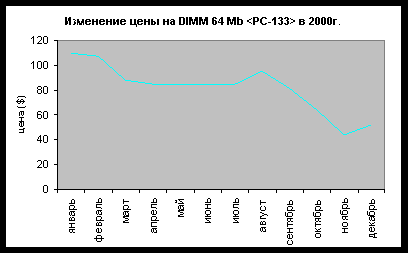 Изменение цены на DIMM 64 Mb <PC-133> в 2000г.
цена ($)
120
100
80
60
40
20
0
январь
февраль
март
апрель
май
июнь
июль
август
сентябрь
октябрь
ноябрь
декабрь